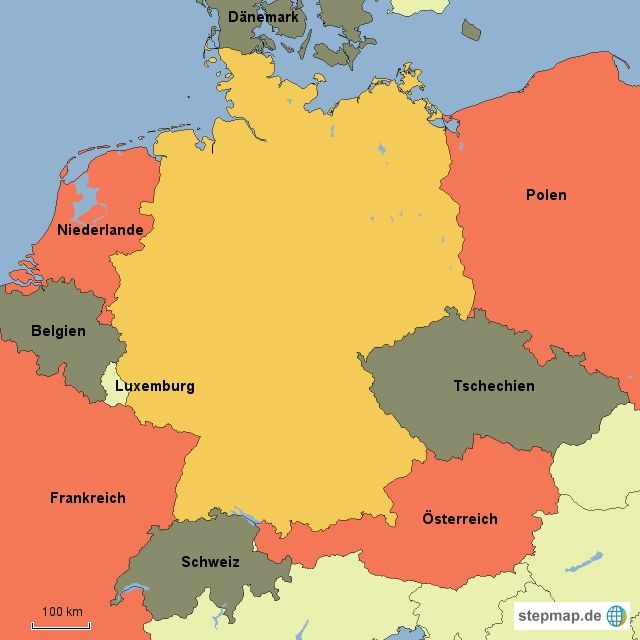 Dänemark
Polen
Niederlande
Belgien
Luxemburg
Tschechien
Frankreich
Österreich
Schweiz
100 km
stepmap.de